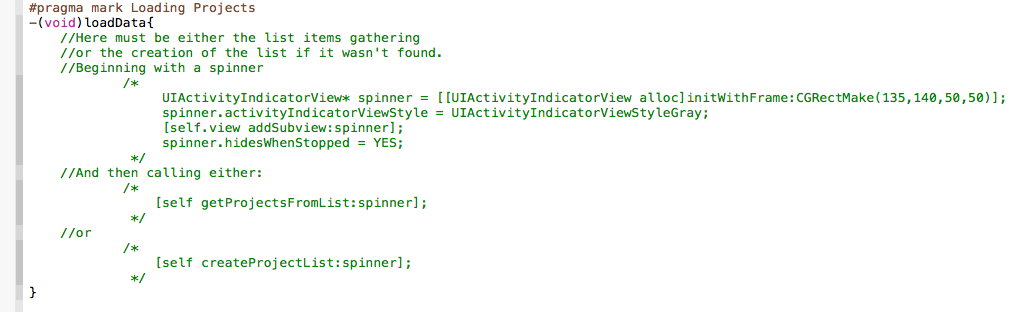 #pragma mark Loading Projects
-(void)loadData{
//Here must be either the list items gathering
//or the creation of the list if it wasn't found.
//Beginning with a spinner
/*
UIActivityIndicatorView* spinner = [[UIActivityIndicatorView alloc]initWithFrame:CGRectMake(135,140,50,50)];
spinner.activityIndicatorViewStyle = UIActivityIndicatorViewStyleGray;
[self.view addSubview:spinner];
spinner.hidesWhenStopped = YES;
*/
//And then calling either:
/*
[self getProjectsFromList:spinner];
*/
//or
/*
[self createProjectList:spinner];
*/
}